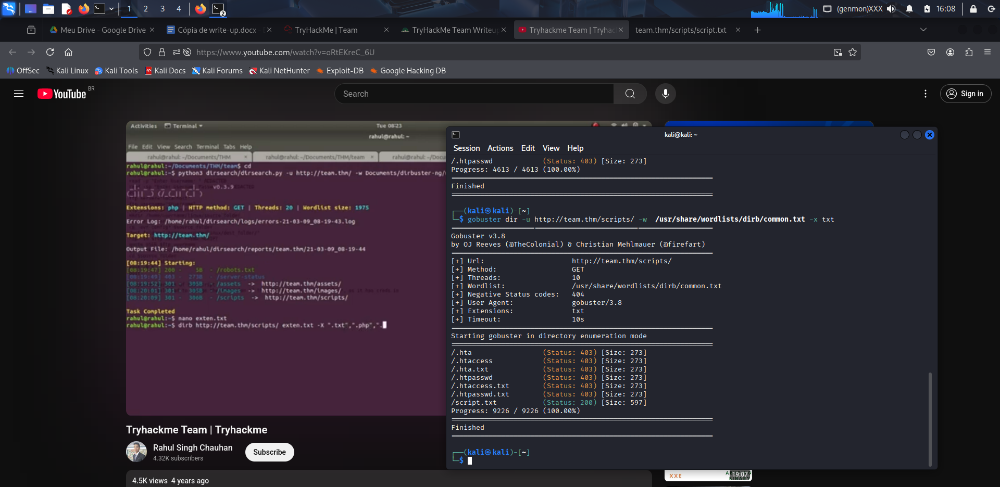 1 2 3 4
2
(genmon)XXX 16:08
Meu Drive - Google Drive
Cópia de write-up.docx -
TryHackMe | Team
TryHackMe Team Writeup
Tryhackme Team | Tryhac
team.thm/scripts/script.txt
https://www.youtube.com/watch?v=oRtEKreC_6U
OffSec Kali Linux Kali Tools Kali Docs Kali Forums Kali NetHunter Exploit-DB Google Hacking DB
YouTube BR
Search
Sign in
Activities Terminal Tue 08:23
rahul@rahul: ~
File Edit View Search Terminal Tabs Help
rahul@rahul: ~/Documents/THM × rahul@rahul: ~/Documents/THM/team × rahul@rahul: ~/Docu
rahul@rahul:~/Documents/THM/team$ cd
rahul@rahul:~$ python3 dirsearch/dirsearch.py -u http://team.thm/ -w Documents/dirbuster-ng/
v0.3.9
Extensions: php | HTTP method: GET | Threads: 20 | Wordlist size: 1975
Error Log: /home/rahul/dirsearch/logs/errors-21-03-09_08-19-43.log
Target: http://team.thm/
Output File: /home/rahul/dirsearch/reports/team.thm/21-03-09_08-19-44
[08:19:44] Starting:
[08:19:47] 200 - 5B - /robots.txt
[08:19:49] 403 - 273B - /server-status
[08:19:52] 301 - 305B - /assets -> http://team.thm/assets/
[08:20:01] 301 - 305B - /images -> http://team.thm/images/
[08:20:09] 301 - 306B - /scripts -> http://team.thm/scripts/
Task Completed
rahul@rahul:~$ nano exten.txt
rahul@rahul:~$ dirb http://team.thm/scripts/ exten.txt -X ".txt",".php",".
Tryhackme Team | Tryhackme
Rahul Singh Chauhan
4.32K subscribers
Subscribe
4.5K views 4 years ago
kali@kali: ~
Session Actions Edit View Help
/.htpasswd (Status: 403) [Size: 273]
Progress: 4613 / 4613 (100.00%)
===============================================================
Finished
===============================================================
┌──(kali㉿kali)-[~]
└─$ gobuster dir -u http://team.thm/scripts/ -w /usr/share/wordlists/dirb/common.txt -x txt
===============================================================
Gobuster v3.8
by OJ Reeves (@TheColonial) & Christian Mehlmauer (@firefart)
===============================================================
[+] Url: http://team.thm/scripts/
[+] Method: GET
[+] Threads: 10
[+] Wordlist: /usr/share/wordlists/dirb/common.txt
[+] Negative Status codes: 404
[+] User Agent: gobuster/3.8
[+] Extensions: txt
[+] Timeout: 10s
===============================================================
Starting gobuster in directory enumeration mode
===============================================================
/.hta (Status: 403) [Size: 273]
/.htaccess (Status: 403) [Size: 273]
/.hta.txt (Status: 403) [Size: 273]
/.htpasswd (Status: 403) [Size: 273]
/.htaccess.txt (Status: 403) [Size: 273]
/.htpasswd.txt (Status: 403) [Size: 273]
/script.txt (Status: 200) [Size: 597]
Progress: 9226 / 9226 (100.00%)
===============================================================
Finished
===============================================================
┌──(kali㉿kali)-[~]
└─$
XXE
19:07